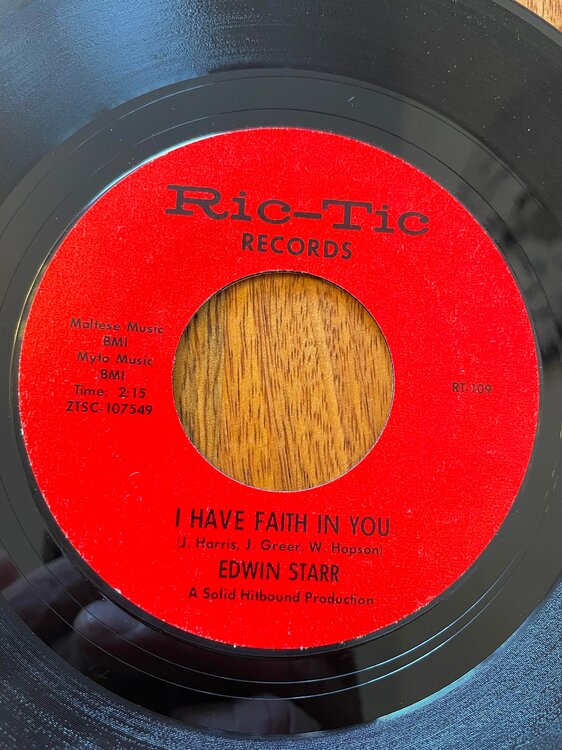 Ric-Tic
RECORDS
Maltese Music
BMI
Myto Music
BMI
Time: 2:15
ZTSC-107549
RT-109
I HAVE FAITH IN YOU
(J. Harris, J. Greer, W. Hopson)
EDWIN STARR
A Solid Hitbound Production